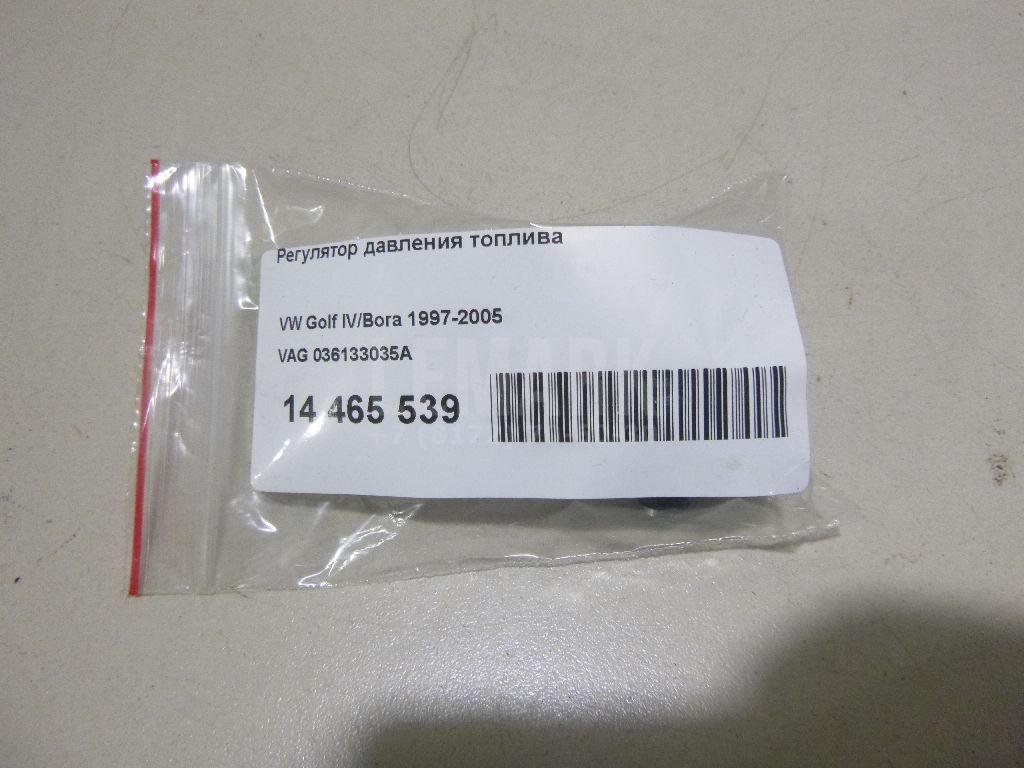 Регулятор давления топлива
VW Golf IV/Bora 1997-2005
VAG 036133035A
14 465 539